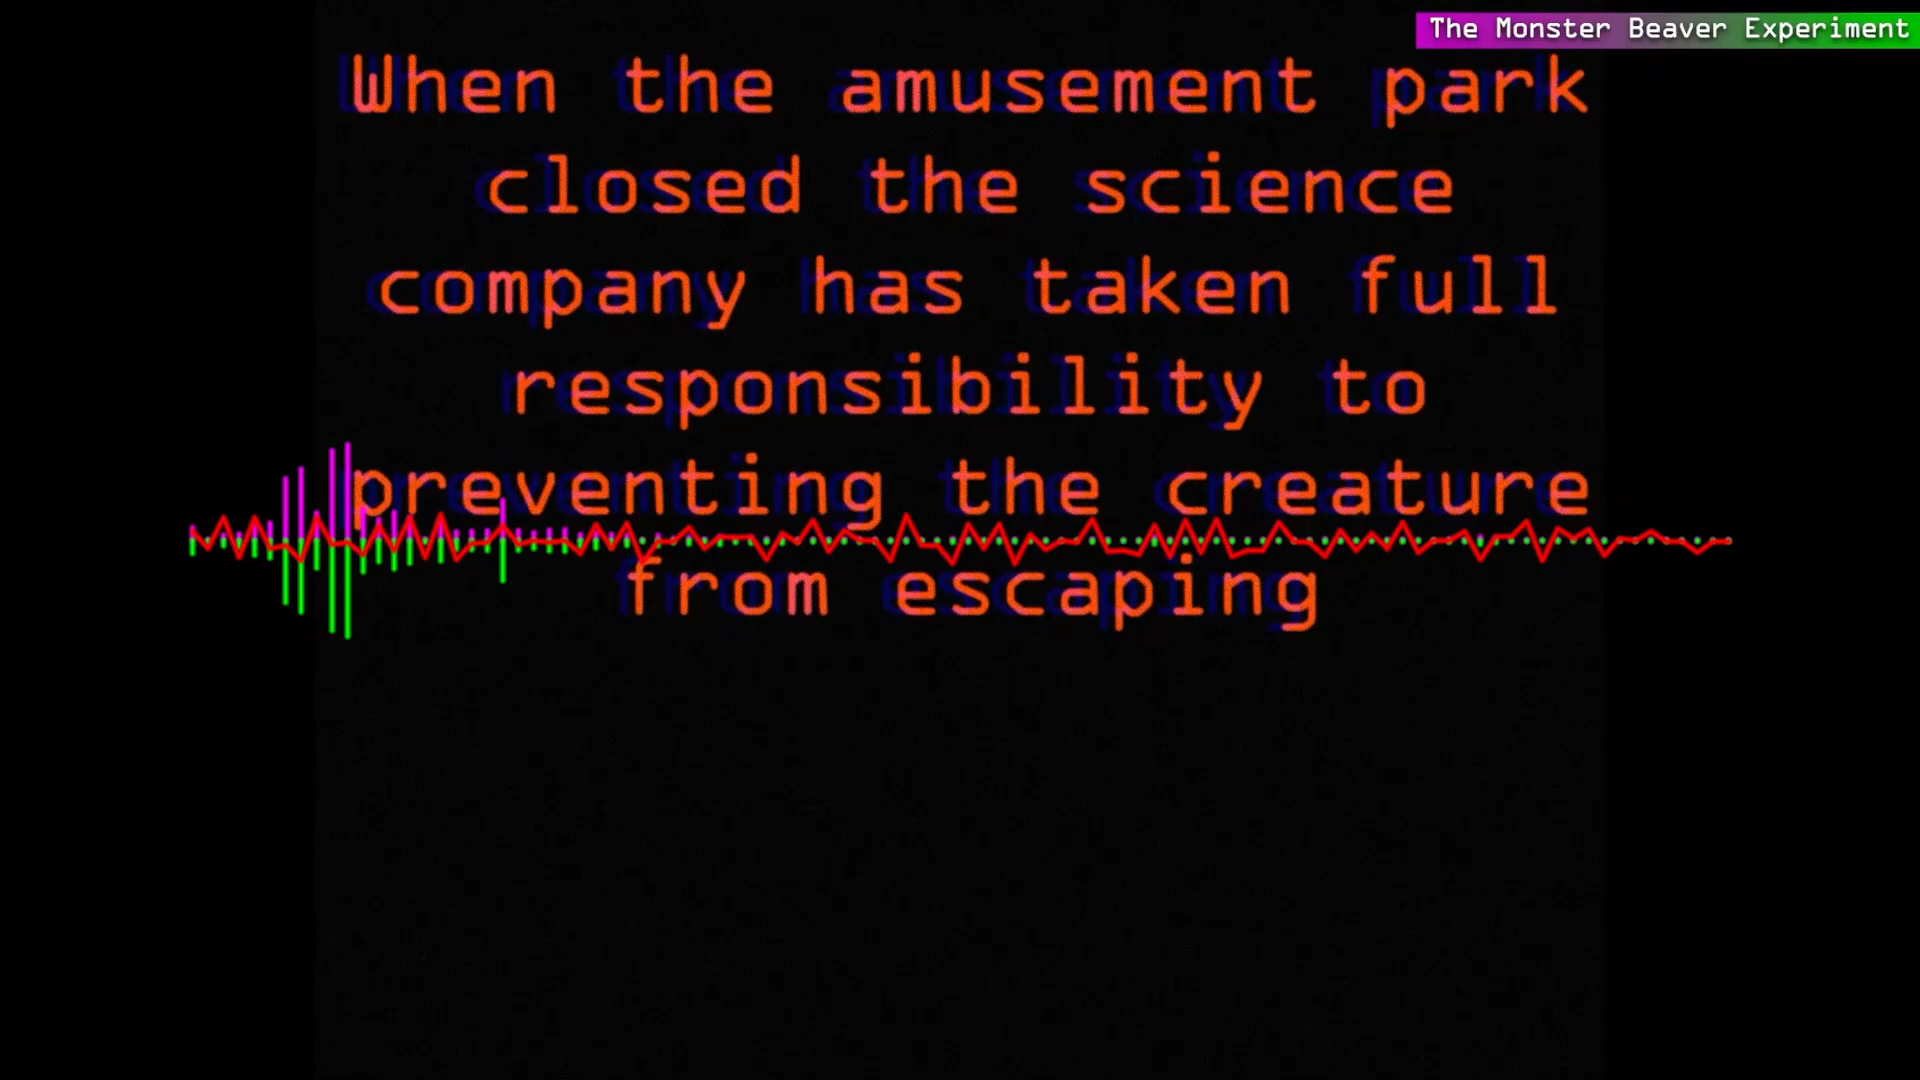 The Monster Beaver Experiment
When the amusement park
closed the science
company has taken full
responsibility to
preventing the creature
from escaping